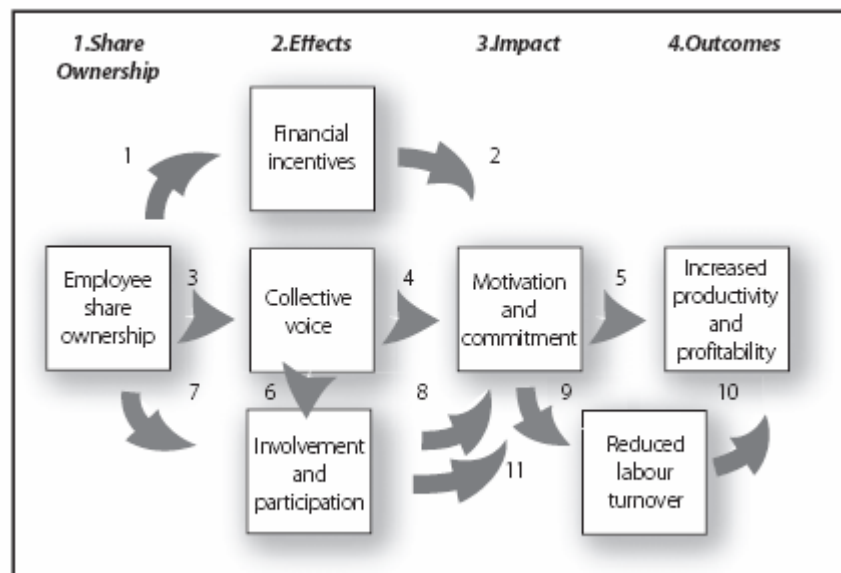 1.Share
Ownership
2.Effects
3.Impact
4.Outcomes
Financial
incentives
1
2
Employee
share
ownership
3
Collective
voice
4
Motivation
and
commitment
5
Increased
productivity
and
profitability
7
6
8
9
10
Involvement
and
participation
11
Reduced
labour
turnover